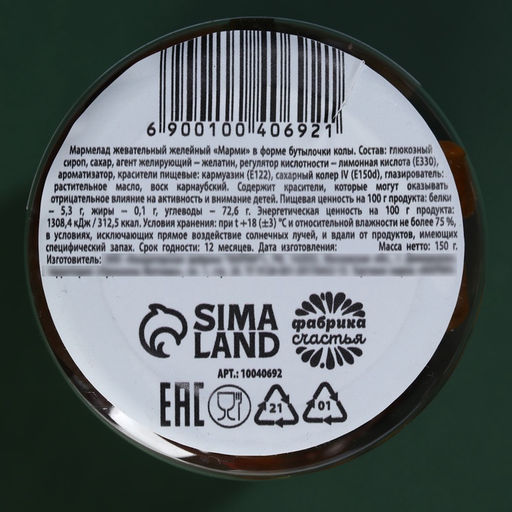 6 900100 406921
Мармелад жевательный желейный «Марми» в форме бутылочки колы. Состав: глюкозный
сироп, сахар, агент желирующий – желатин, регулятор кислотности – лимонная кислота (Е330),
ароматизатор, красители пищевые: кармуазин (Е122), сахарный колер IV (E150d), глазирователь:
растительное масло, воск карнаубский. Содержит красители, которые могут оказывать
отрицательное влияние на активность и внимание детей. Пищевая ценность на 100 г продукта: белки
– 5,3 г, жиры – 0,1 г, углеводы – 72,6 г. Энергетическая ценность на 100 г продукта:
1308,4 кДж / 312,5 ккал. Условия хранения: при t +18 (±3) °С и относительной влажности не более 75 %,
в условиях, исключающих прямое воздействие солнечных лучей, и вдали от продуктов, имеющих
специфический запах. Срок годности: 12 месяцев. Дата изготовления: Масса нетто: 150 г.
Изготовитель:
SIMA LAND
фабрика счастья
АРТ.: 10040692
EAC 21 01